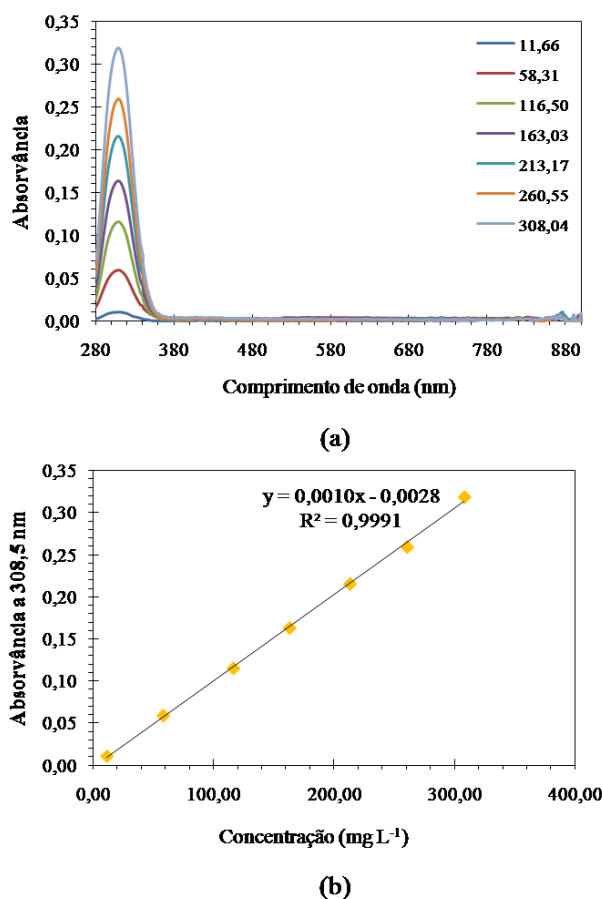 0,35
0,30
0,25
0,20
0,15
0,10
0,05
0,00
Absorvância
11,66
58,31
116,50
163,03
213,17
260,55
308,04
280 380 480 580 680 780 880
Comprimento de onda (nm)
(a)
0,35
0,30
0,25
0,20
0,15
0,10
0,05
0,00
Absorvância a 308,5 nm
y = 0,0010x - 0,0028
R² = 0,9991
0,00 100,00 200,00 300,00 400,00
Concentração (mg L⁻¹)
(b)